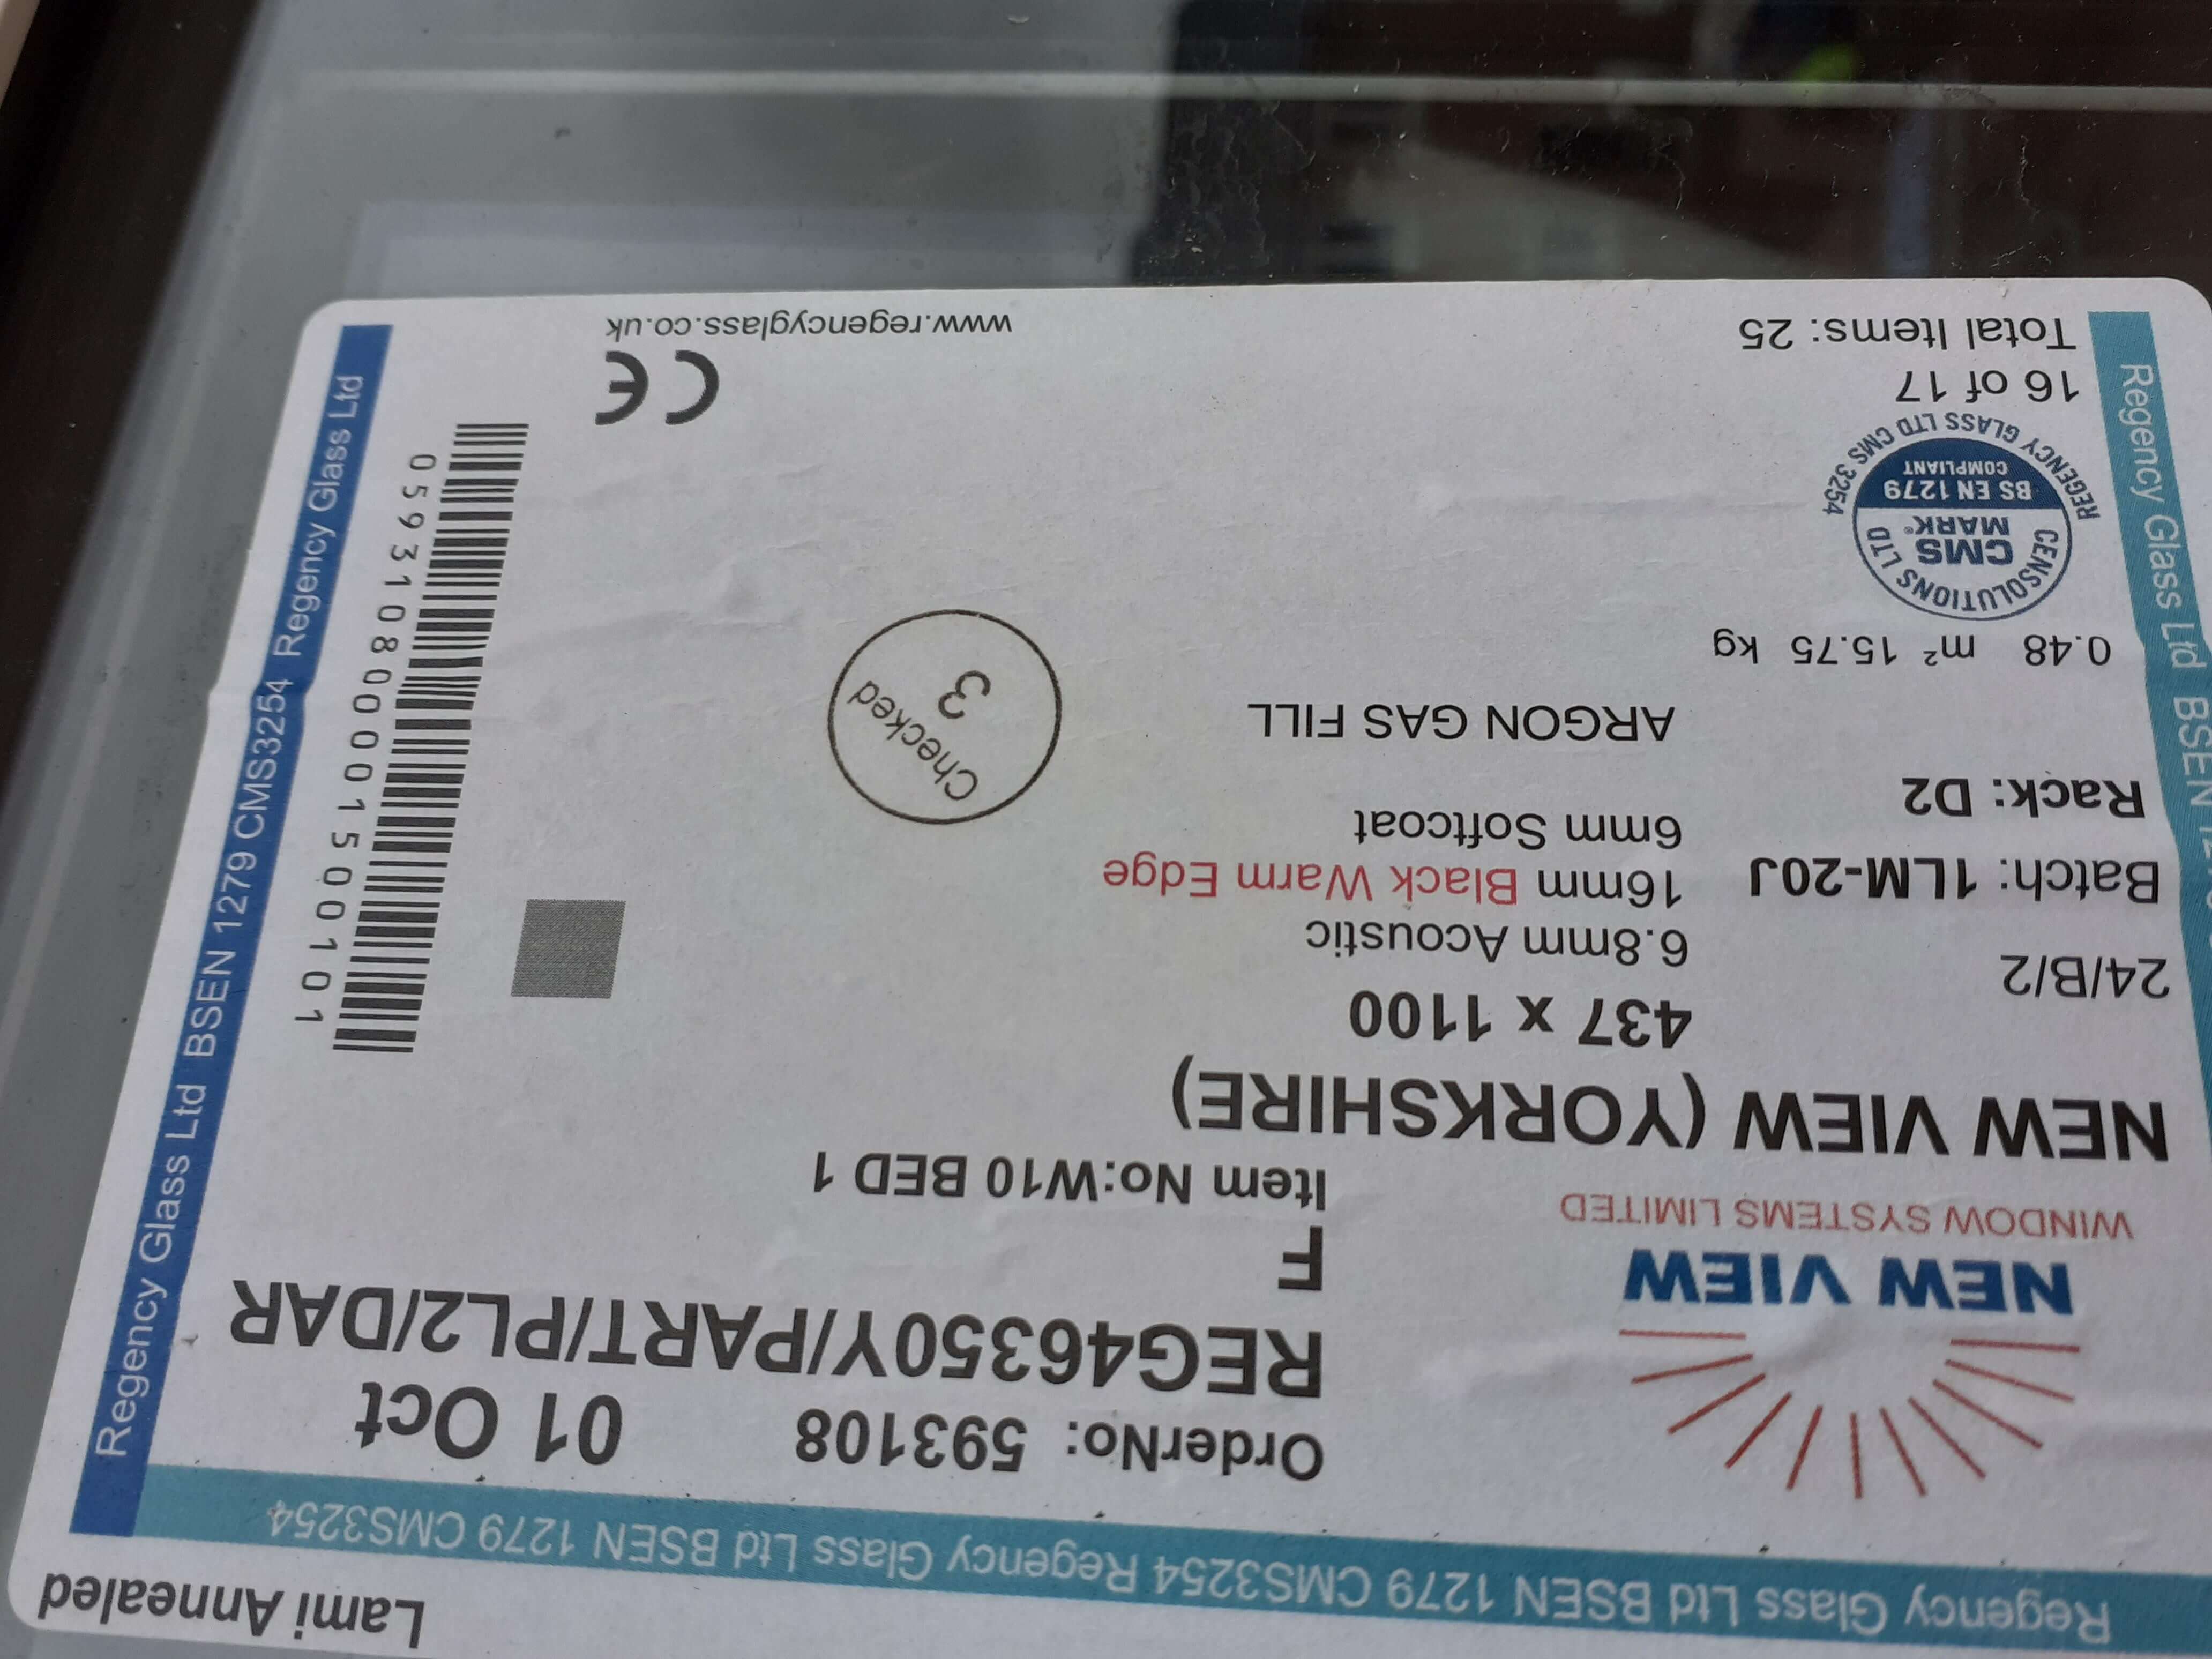 Lami Annealed
Regency Glass Ltd BSEN 1279 CMS3254 Regency Glass Ltd BSEN 1279 CMS3254
OrderNo: 593108
01 Oct
REG46350Y/PART/PL2/DAR
F
Item No:W10 BED 1
NEW VIEW
WINDOW SYSTEMS LIMITED
NEW VIEW (YORKSHIRE)
437 x 1100
24/B/2
6.8mm Acoustic
Batch: 1LM-20J
16mm Black Warm Edge
Rack: D2
6mm Softcoat
ARGON GAS FILL
0.48 m² 15.75 kg
Checked
3
CENSOLUTIONS LTD
CMS
MARK®
BS EN 1279
COMPLIANT
REGENCY GLASS LTD CMS 3254
16 of 17
Total Items: 25
CE
www.regencyglass.co.uk
059310800001500101
Regency Glass Ltd BSEN 1279 CMS3254 Regency Glass Ltd
Regency Glass Ltd BSEN